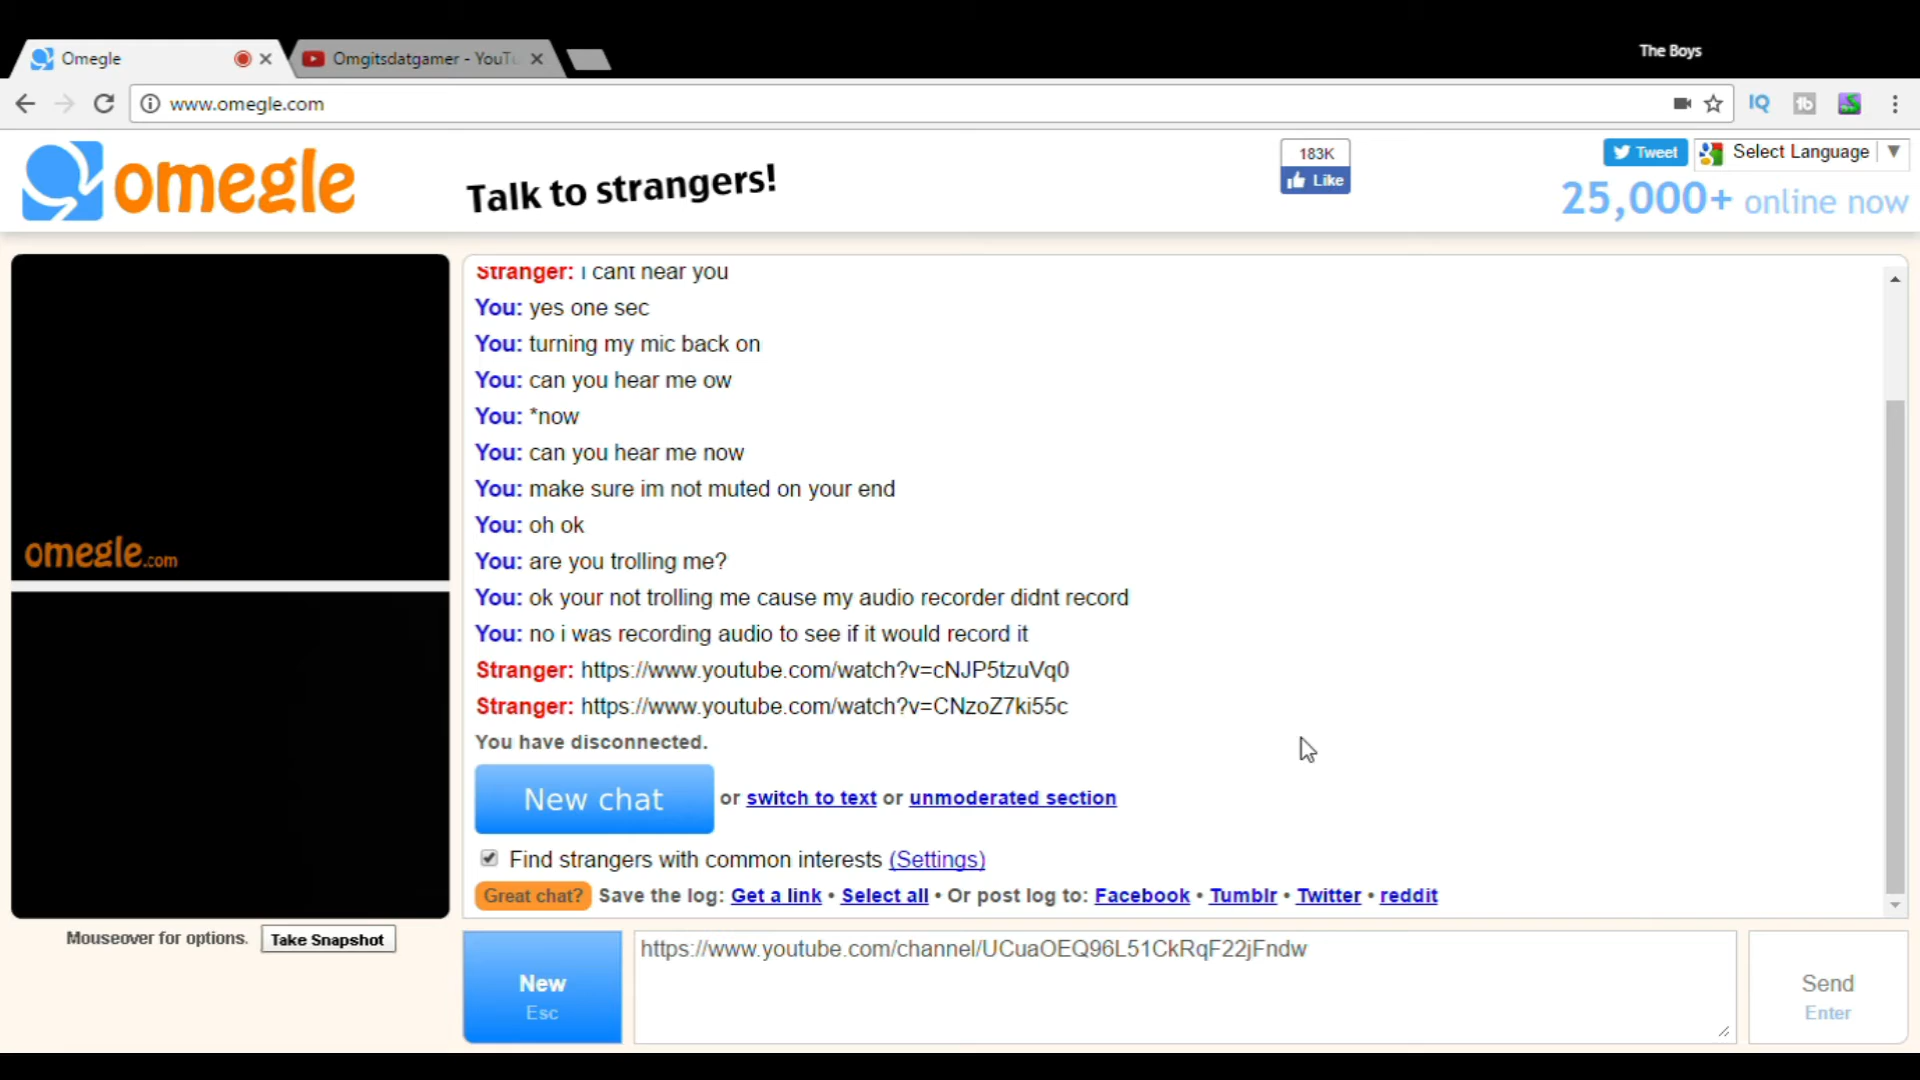 The Boys
Omegle
Omgitsdatgamer - YouTu
www.omegle.com
IQ
tb
omegle
Talk to strangers!
183K
Like
Tweet
Select Language
25,000+ online now
Stranger: i cant hear you
You: yes one sec
You: turning my mic back on
You: can you hear me ow
You: *now
You: can you hear me now
You: make sure im not muted on your end
You: oh ok
You: are you trolling me?
You: ok your not trolling me cause my audio recorder didnt record
You: no i was recording audio to see if it would record it
Stranger: https://www.youtube.com/watch?v=cNJP5tzuVq0
Stranger: https://www.youtube.com/watch?v=CNzoZ7ki55c
You have disconnected.
New chat or switch to text or unmoderated section
Find strangers with common interests (Settings)
Great chat? Save the log: Get a link • Select all • Or post log to: Facebook • Tumblr • Twitter • reddit
omegle.com
Mouseover for options. Take Snapshot
New
Esc
https://www.youtube.com/channel/UCuaOEQ96L51CkRqF22jFndw
Send
Enter